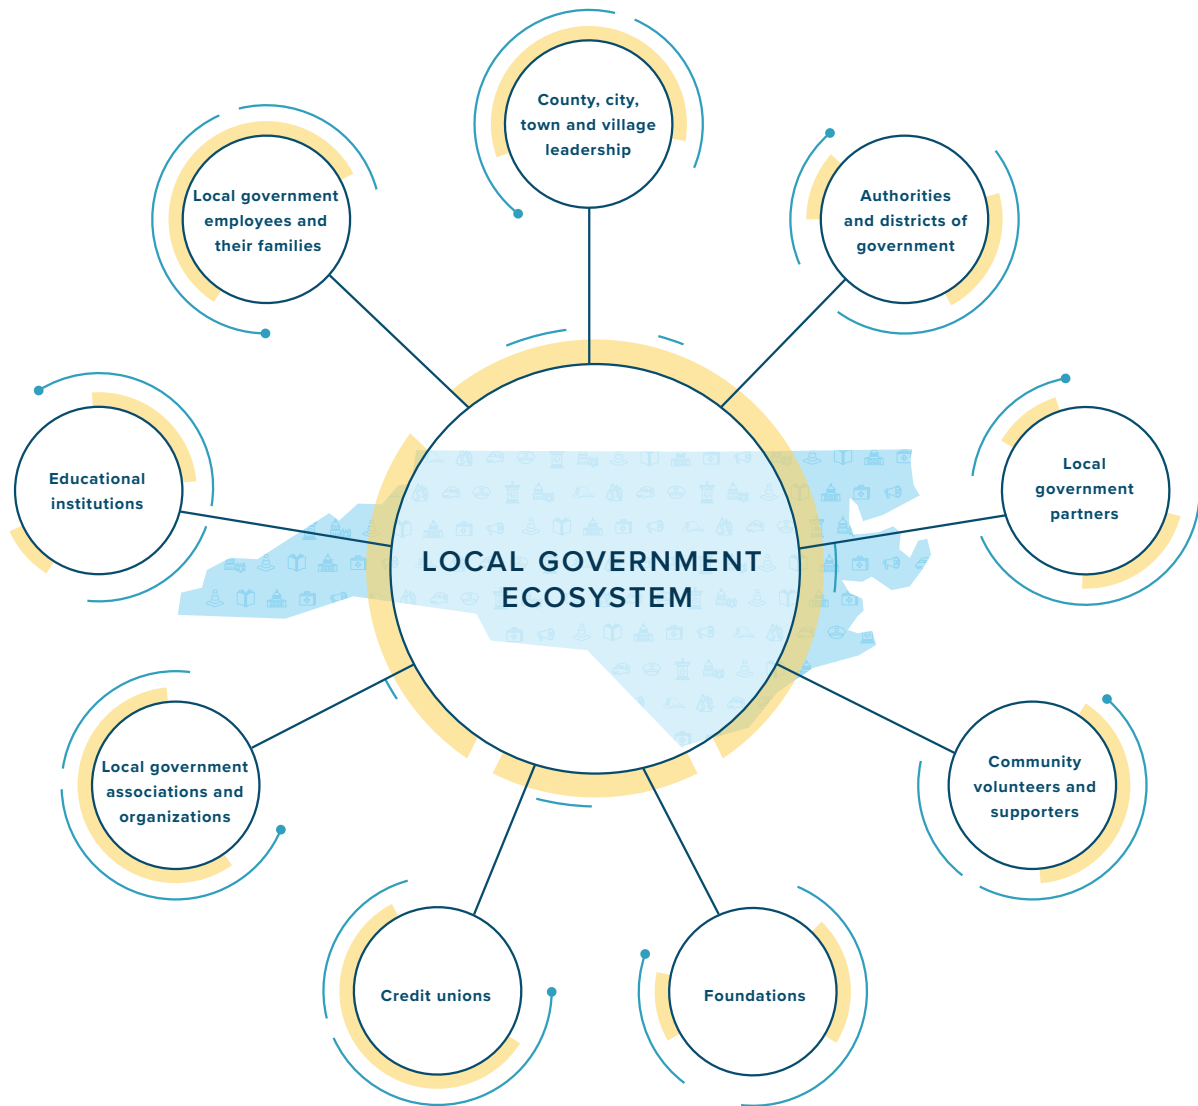 County, city,
town and village
leadership
Local government
employees and
their families
Authorities
and districts of
government
Educational
institutions
Local
government
partners
LOCAL GOVERNMENT
ECOSYSTEM
Local government
associations and
organizations
Community
volunteers and
supporters
Credit unions
Foundations